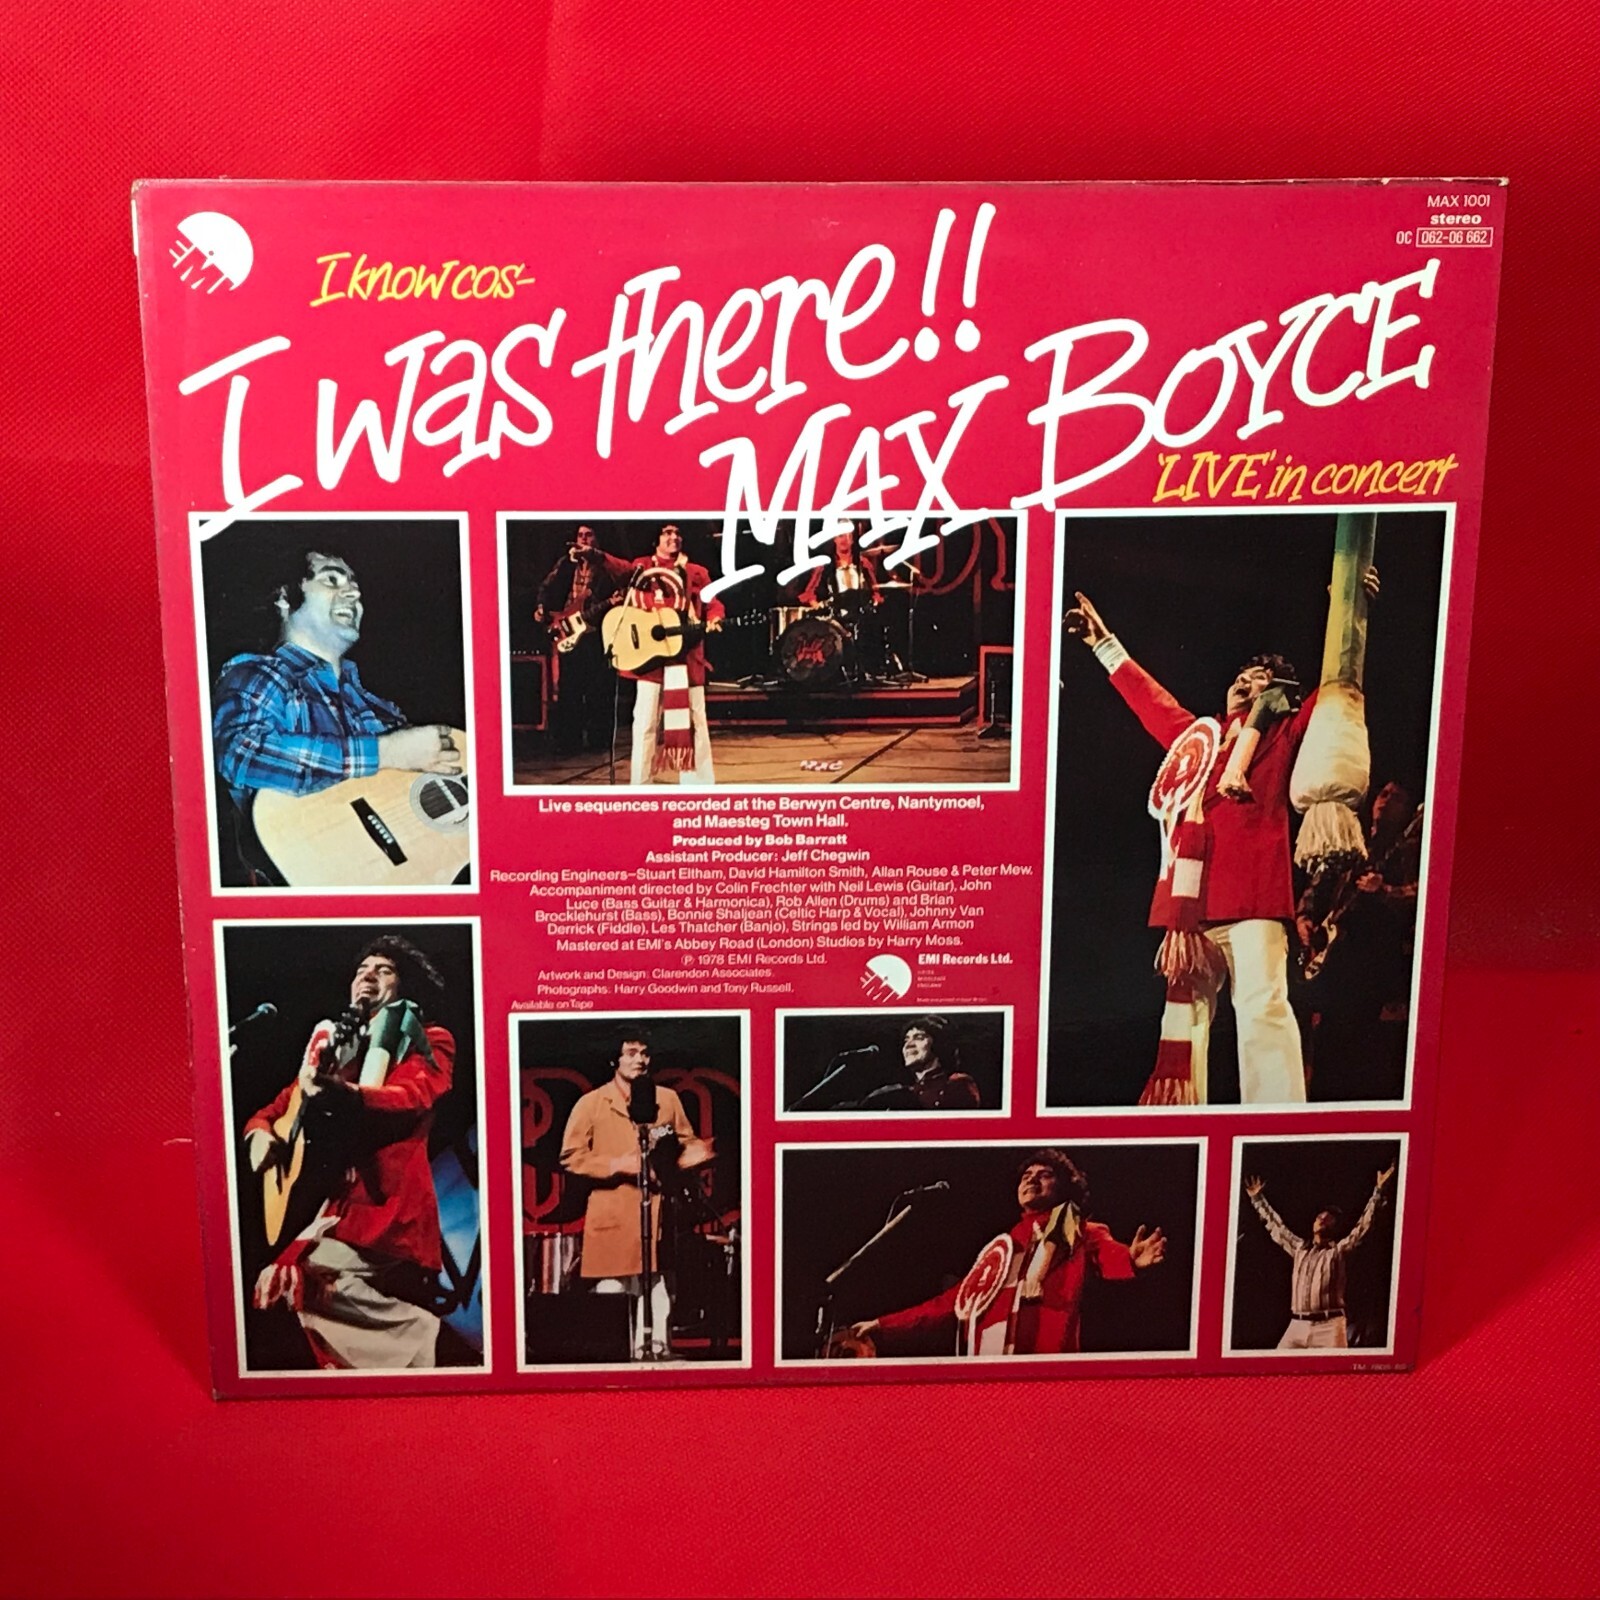 MAX 1001
stereo
OC 062-06 662
EMI
I know cos-
I was there!!
MAX BOYCE
'LIVE' in concert
Live sequences recorded at the Berwyn Centre, Nantymoel,
and Maesteg Town Hall.
Produced by Bob Barratt
Assistant Producer: Jeff Chegwin
Recording Engineers—Stuart Eltham, David Hamilton Smith, Allan Rouse & Peter Mew.
Accompaniment directed by Colin Frechter with Neil Lewis (Guitar), John
Luce (Bass Guitar & Harmonica), Rob Allen (Drums) and Brian
Brocklehurst (Bass), Bonnie Shaljean (Celtic Harp & Vocal), Johnny Van
Derrick (Fiddle), Les Thatcher (Banjo), Strings led by William Armon
Mastered at EMI's Abbey Road (London) Studios by Harry Moss.
℗ 1978 EMI Records Ltd.
Artwork and Design: Clarendon Associates.
Photographs: Harry Goodwin and Tony Russell.
Available on Tape
EMI
EMI Records Ltd.
BBC